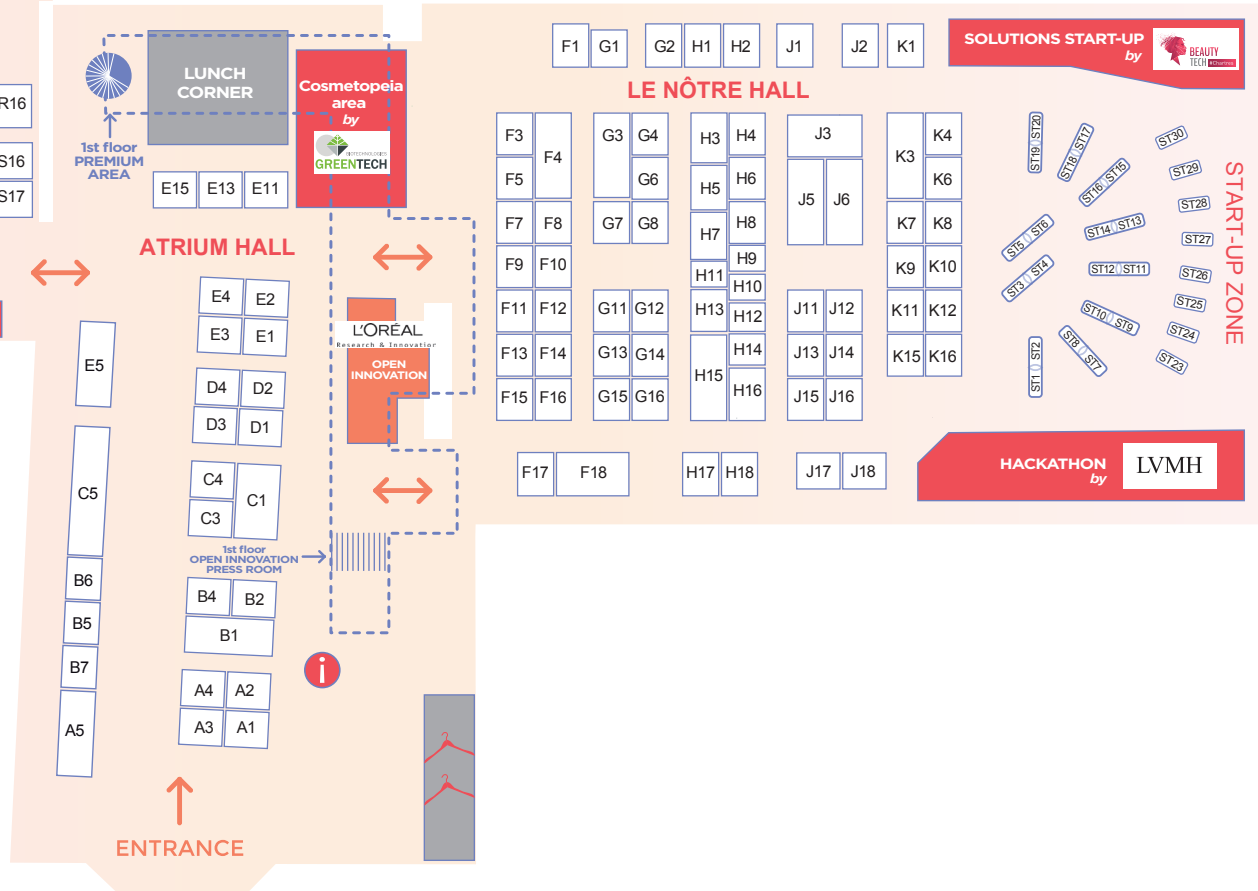 SOLUTIONS START-UP
by
BEAUTY
TECH #Chartres
F1 G1 G2 H1 H2 J1 J2 K1
LE NÔTRE HALL
LUNCH
CORNER
Cosmetopeia
area
by
BIOTECHNOLOGIES
GREENTECH
1st floor
PREMIUM
AREA
R16
S16
S17
E15 E13 E11
ATRIUM HALL
E4 E2
E3 E1
E5
D4 D2
D3 D1
C5
C4 C1
C3
B6
B5
B7
B4 B2
B1
A5
A4 A2
A3 A1
L'ORÉAL
Research & Innovation
OPEN
INNOVATION
1st floor
OPEN INNOVATION
PRESS ROOM
i
ENTRANCE
F3 F4
F5
F7 F8
F9 F10
F11 F12
F13 F14
F15 F16
F17 F18
G3 G4
G6
G7 G8
G11 G12
G13 G14
G15 G16
H3 H4
H5 H6
H7 H8
H9
H11 H10
H13 H12
H14
H15 H16
H17 H18
J3
J5 J6
J11 J12
J13 J14
J15 J16
J17 J18
K3 K4
K6
K7 K8
K9 K10
K11 K12
K15 K16
START-UP ZONE
ST19 ST20
ST18 ST17
ST16 ST15
ST14 ST13
ST12 ST11
ST10 ST9
ST8 ST7
ST5 ST6
ST3 ST4
ST1 ST2
ST30
ST29
ST28
ST27
ST26
ST25
ST24
ST23
HACKATHON
by
LVMH